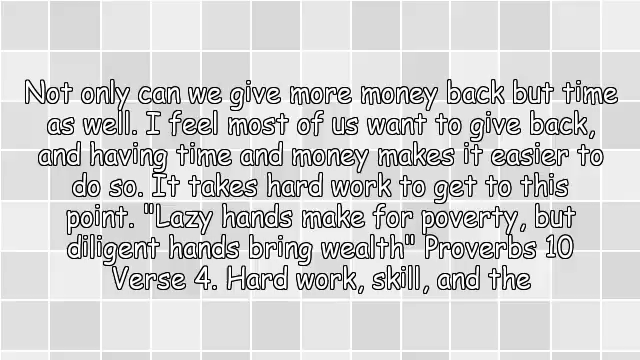 Not only can we give more money back but time
as well. I feel most of us want to give back,
and having time and money makes it easier to
do so. It takes hard work to get to this
point. "Lazy hands make for poverty, but
diligent hands bring wealth" Proverbs 10
Verse 4. Hard work, skill, and the